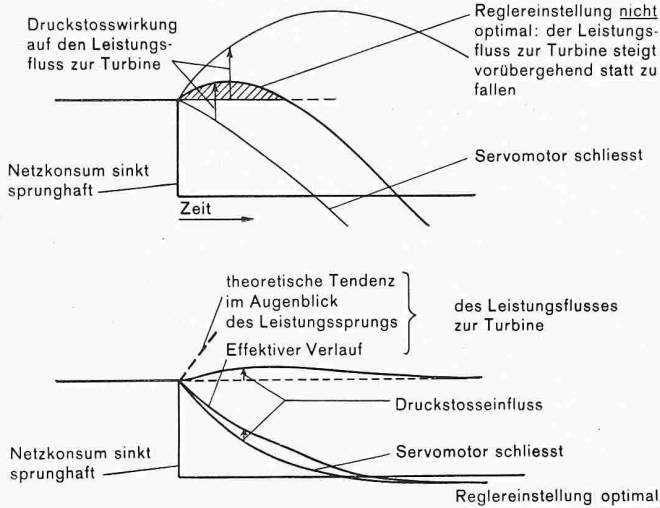 Druckstosswirkung
auf den Leistungs-
fluss zur Turbine
Reglereinstellung nicht
optimal: der Leistungs-
fluss zur Turbine steigt
vorübergehend statt zu
fallen
Servomotor schliesst
Netzkonsum sinkt
sprunghaft
Zeit
theoretische Tendenz
im Augenblick
des Leistungssprungs
Effektiver Verlauf
des Leistungsflusses
zur Turbine
Druckstosseinfluss
Netzkonsum sinkt
sprunghaft
Servomotor schliesst
Reglereinstellung optimal